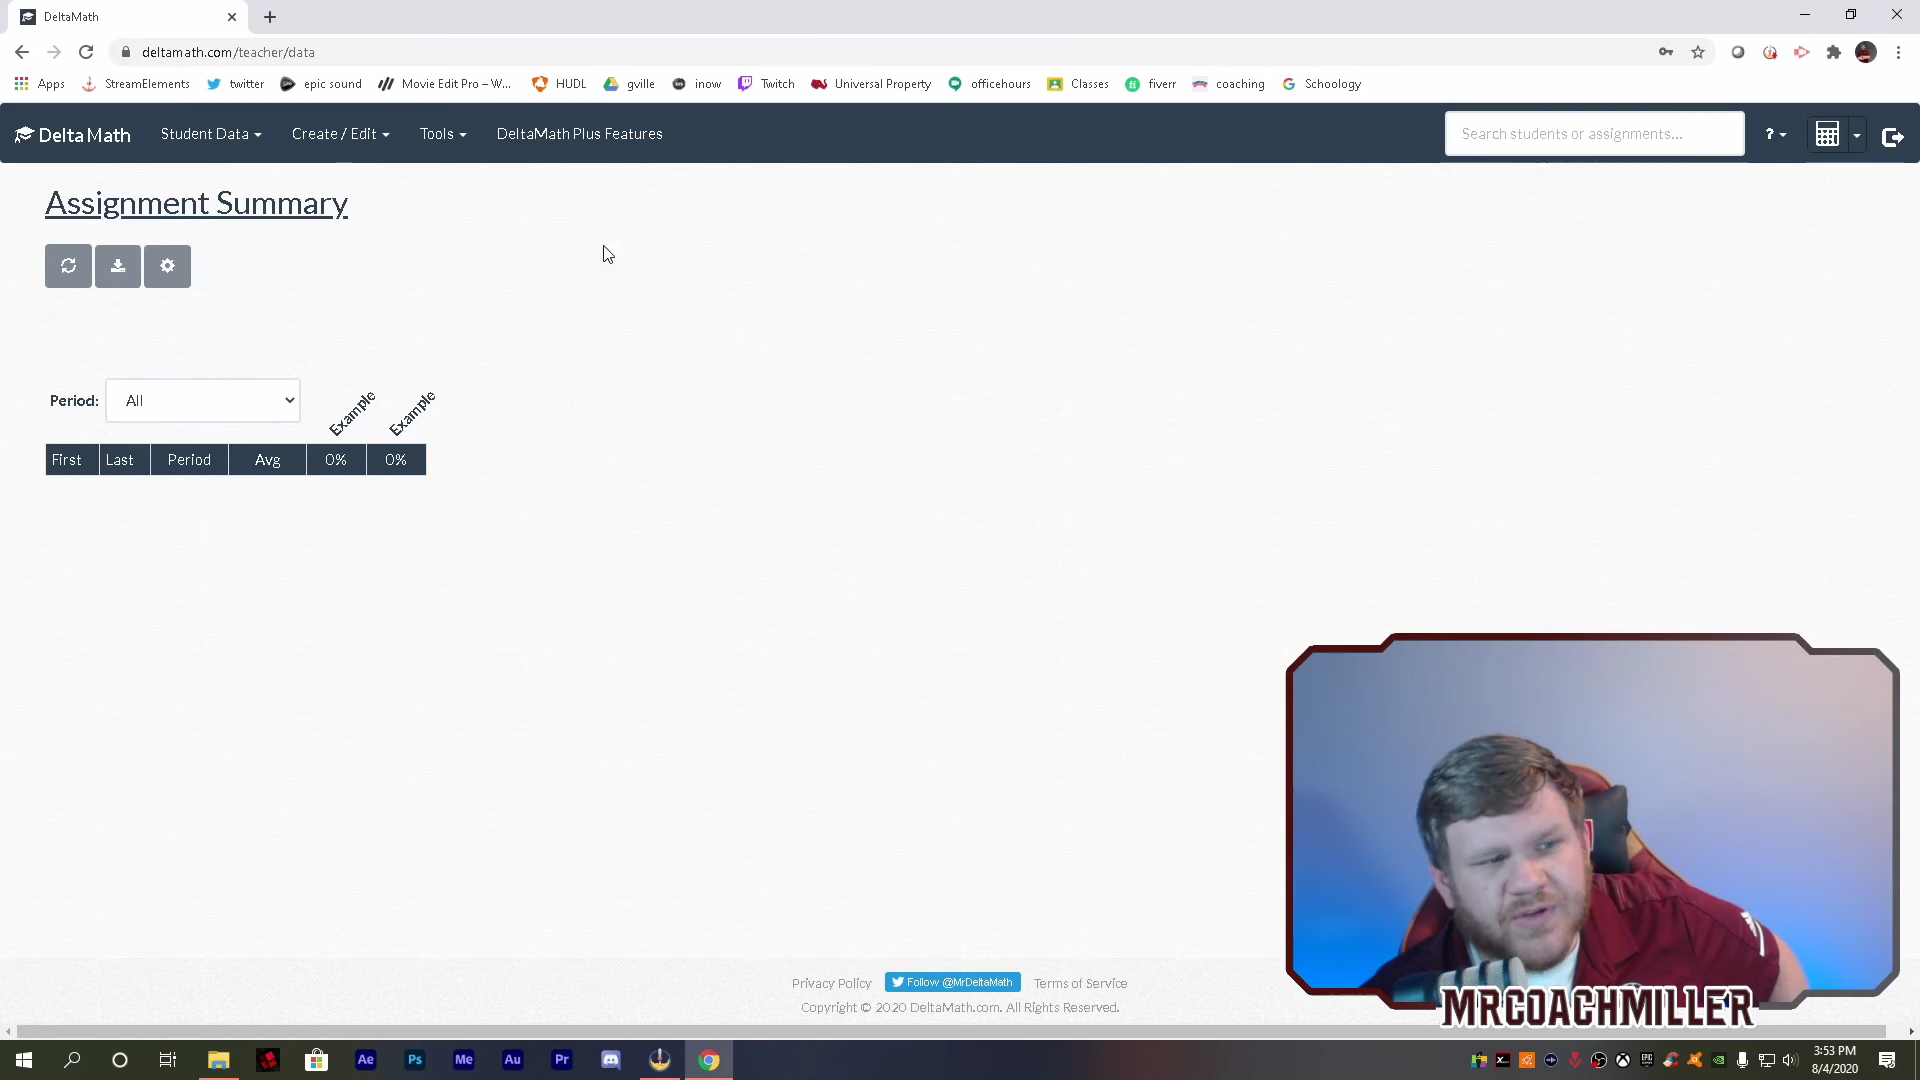 DeltaMath
deltamath.com/teacher/data
Apps StreamElements twitter epic sound Movie Edit Pro – W... HUDL gville inow Twitch Universal Property officehours Classes fiverr coaching Schoology
DeltaMath Student Data Create / Edit Tools DeltaMath Plus Features Search students or assignments... ?
Assignment Summary
Period: All Example Example
First Last Period Avg 0% 0%
Privacy Policy Follow @MrDeltaMath Terms of Service
Copyright © 2020 DeltaMath.com. All Rights Reserved.
MRCOACHMILLER
Ae Ps Me Au Pr
3:53 PM
8/4/2020